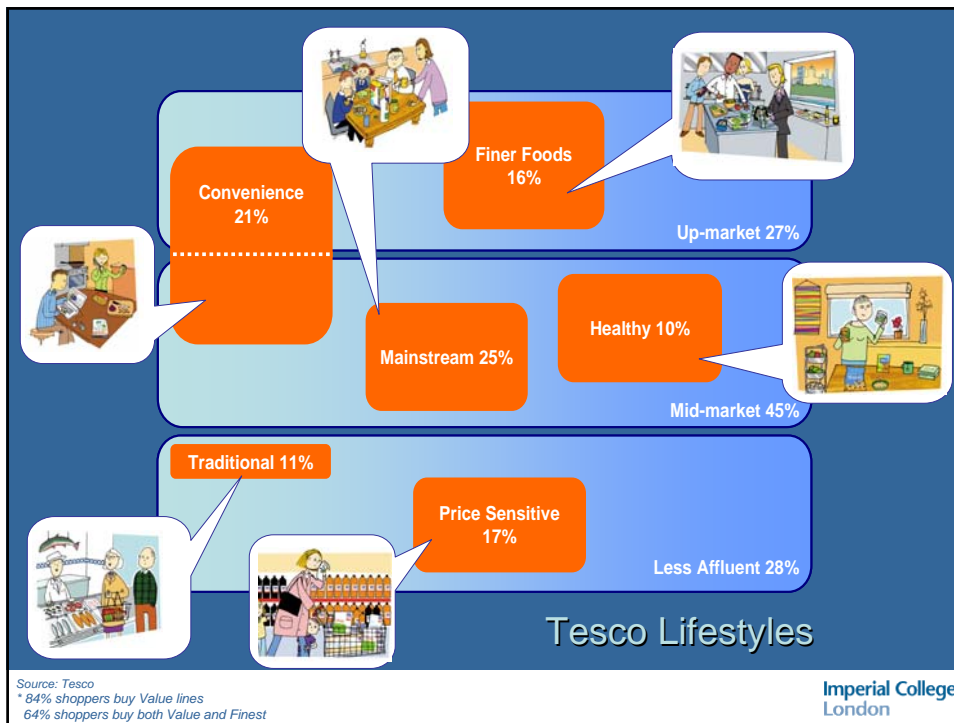 Finer Foods
16%
Convenience
21%
Up-market 27%
Healthy 10%
Mainstream 25%
Mid-market 45%
Traditional 11%
Price Sensitive
17%
Less Affluent 28%
Tesco Lifestyles
Source: Tesco
* 84% shoppers buy Value lines
64% shoppers buy both Value and Finest
Imperial College
London